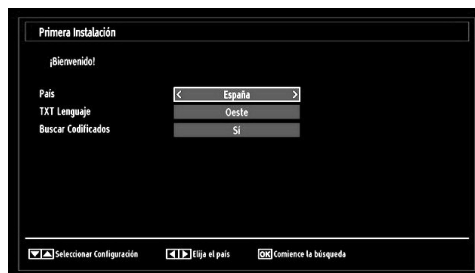 Primera Instalación
¡Bienvenido!
País < España >
TXT Lenguaje Oeste
Buscar Codificados Sí
Seleccionar Configuración Elija el país OK Comience la búsqueda